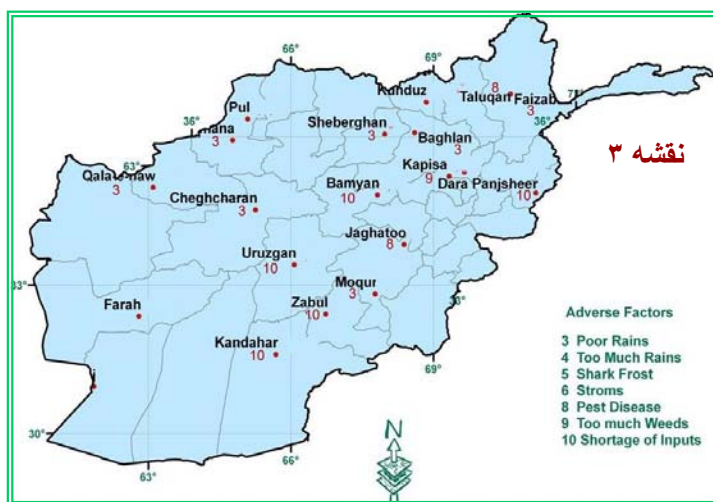 66°
69°
Kunduz
8
Taluqan
Faizab
3
Pul
36°
Sheberghan
3
mana
3
Baghlan
3
36°
نقشه ۳
63°
Qala
naw
3
Kapisa
9
Dara Panjsheer
10
Cheghcharan
3
Bamyan
10
Jaghatoo
8
Uruzgan
10
Moqur
3
33°
Farah
Zabul
10
Kandahar
10
69°
30°
63°
66°
N
Adverse Factors
3 Poor Rains
4 Too Much Rains
5 Shark Frost
6 Stroms
8 Pest Disease
9 Too much Weeds
10 Shortage of Inputs